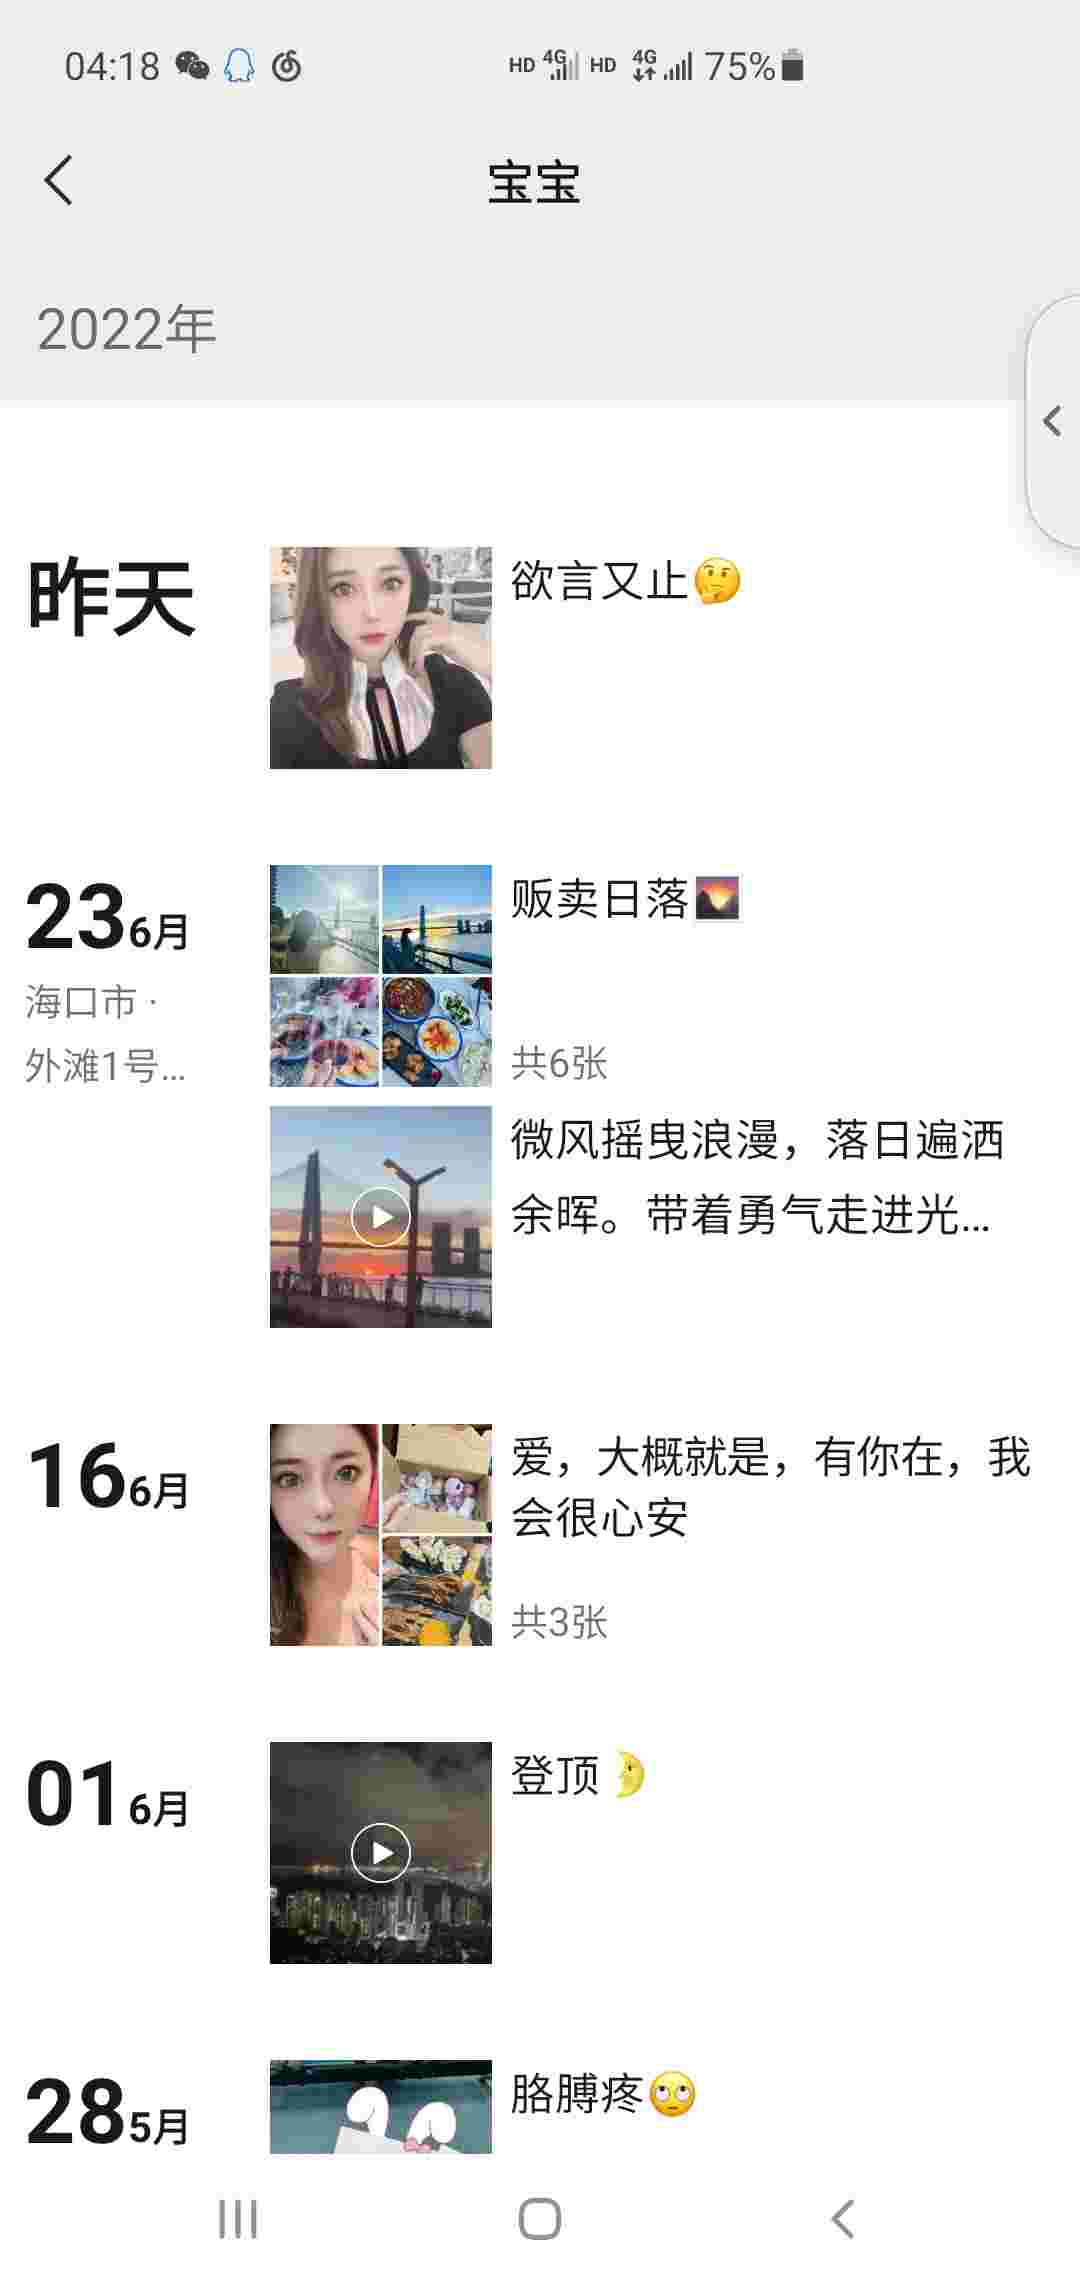 04:18 HD 4G HD 4G 75%
宝宝
2022年
昨天
欲言又止🤔
23 6月
海口市 ·
外滩1号...
贩卖日落🌄
共6张
微风摇曳浪漫，落日遍洒
余晖。带着勇气走进光...
16 6月
爱，大概就是，有你在，我
会很心安
共3张
01 6月
登顶🌛
28 5月
胳膊疼🙄